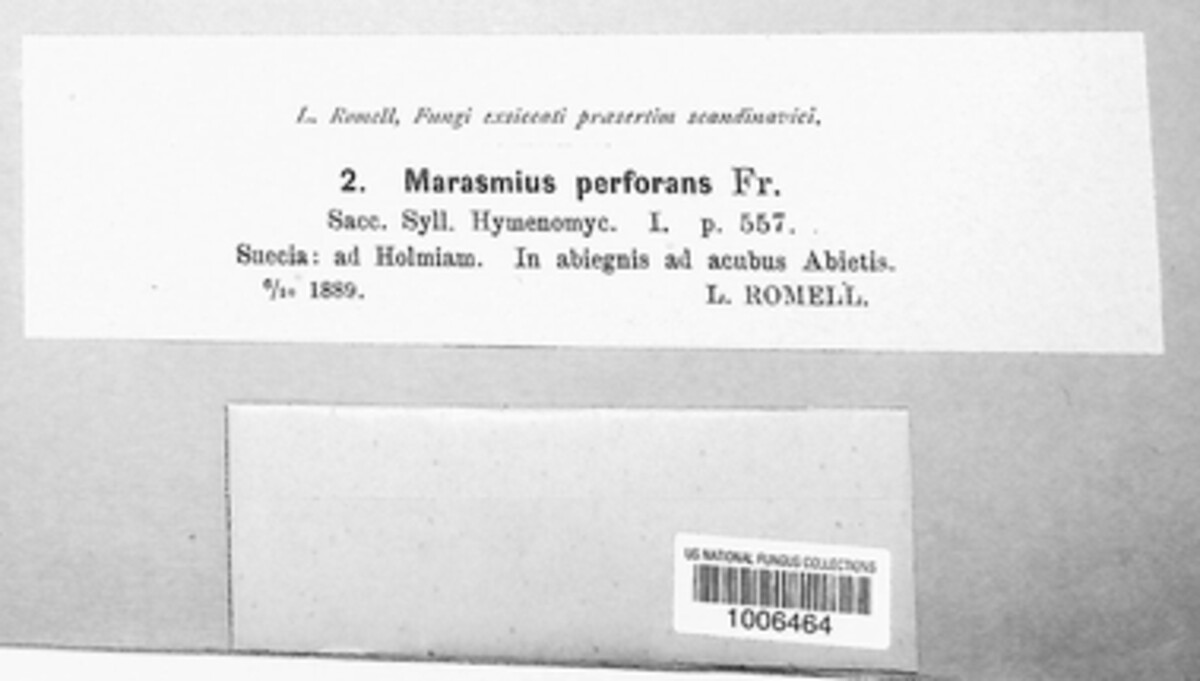 L. Romell, Fungi exsiccati præsertim scandinavici.
2. Marasmius perforans Fr.
Sacc. Syll. Hymenomyc. I. p. 557.
Suecia: ad Holmiam. In abiegnis ad acubus Abietis.
1889. L. ROMELL.
US NATIONAL FUNGUS COLLECTIONS
1006464